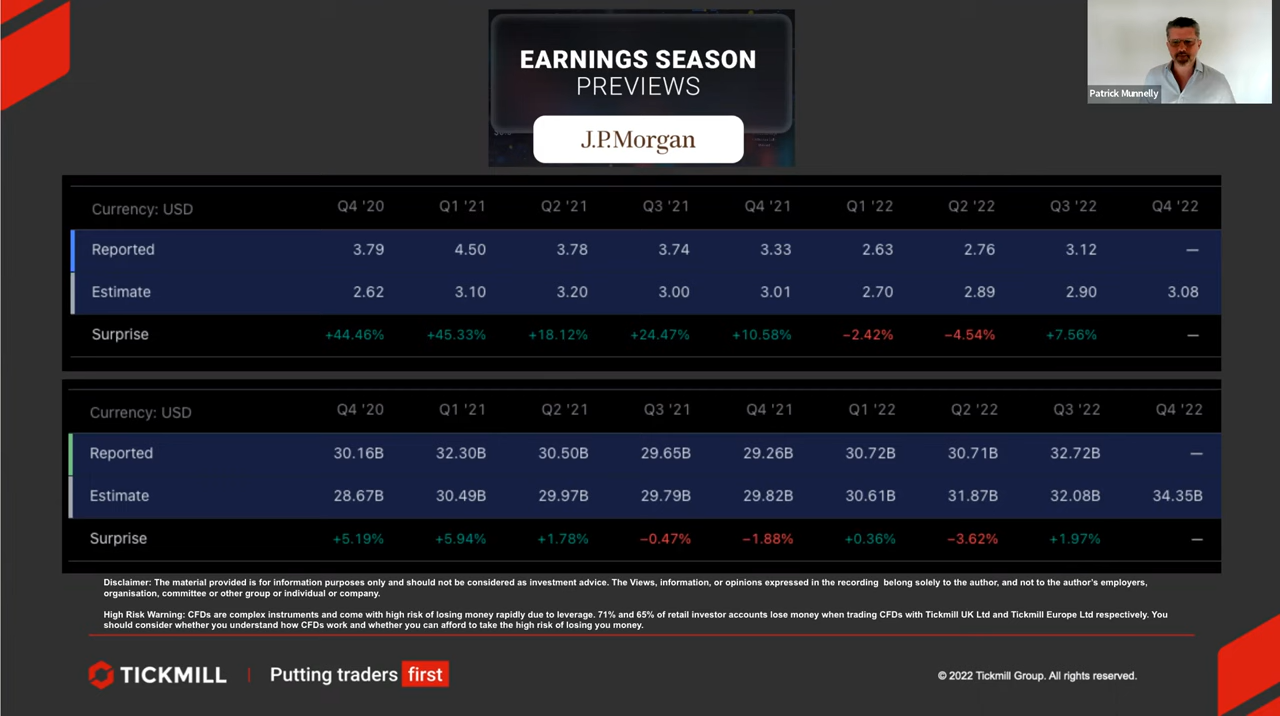 EARNINGS SEASON
PREVIEWS
J.P.Morgan
Patrick Munnelly
Currency: USD Q4 '20 Q1 '21 Q2 '21 Q3 '21 Q4 '21 Q1 '22 Q2 '22 Q3 '22 Q4 '22
Reported 3.79 4.50 3.78 3.74 3.33 2.63 2.76 3.12 —
Estimate 2.62 3.10 3.20 3.00 3.01 2.70 2.89 2.90 3.08
Surprise +44.46% +45.33% +18.12% +24.47% +10.58% −2.42% −4.54% +7.56% —
Currency: USD Q4 '20 Q1 '21 Q2 '21 Q3 '21 Q4 '21 Q1 '22 Q2 '22 Q3 '22 Q4 '22
Reported 30.16B 32.30B 30.50B 29.65B 29.26B 30.72B 30.71B 32.72B —
Estimate 28.67B 30.49B 29.97B 29.79B 29.82B 30.61B 31.87B 32.08B 34.35B
Surprise +5.19% +5.94% +1.78% −0.47% −1.88% +0.36% −3.62% +1.97% —
Disclaimer: The material provided is for information purposes only and should not be considered as investment advice. The Views, information, or opinions expressed in the recording belong solely to the author, and not to the author's employers,
organisation, committee or other group or individual or company.
High Risk Warning: CFDs are complex instruments and come with high risk of losing money rapidly due to leverage. 71% and 65% of retail investor accounts lose money when trading CFDs with Tickmill UK Ltd and Tickmill Europe Ltd respectively. You
should consider whether you understand how CFDs work and whether you can afford to take the high risk of losing you money.
TICKMILL | Putting traders first
© 2022 Tickmill Group. All rights reserved.